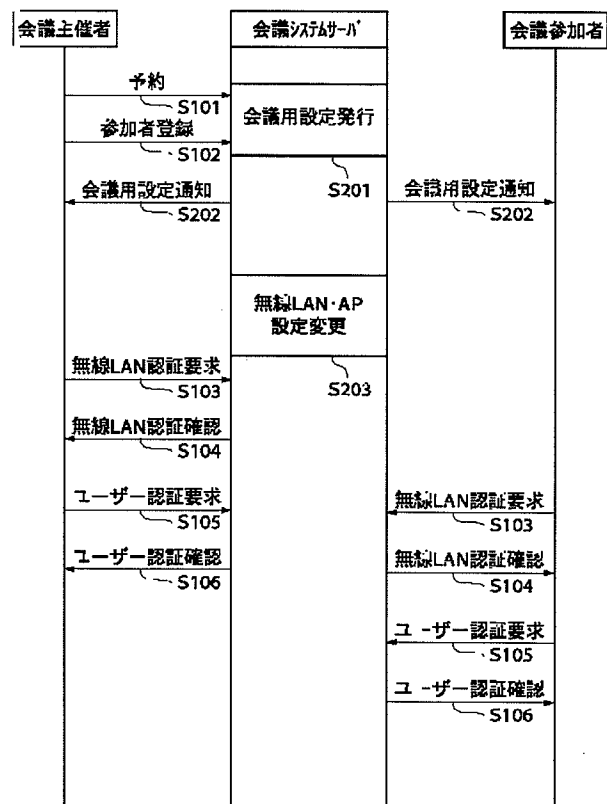 会議主催者
会議システムサーバ
会議参加者
予約
S101
会議用設定発行
参加者登録
S102
S201
会議用設定通知
S202
会議用設定通知
S202
無線LAN・AP
設定変更
S203
無線LAN認証要求
S103
無線LAN認証確認
S104
ユーザー認証要求
S105
無線LAN認証要求
S103
ユーザー認証確認
S106
無線LAN認証確認
S104
ユーザー認証要求
S105
ユーザー認証確認
S106